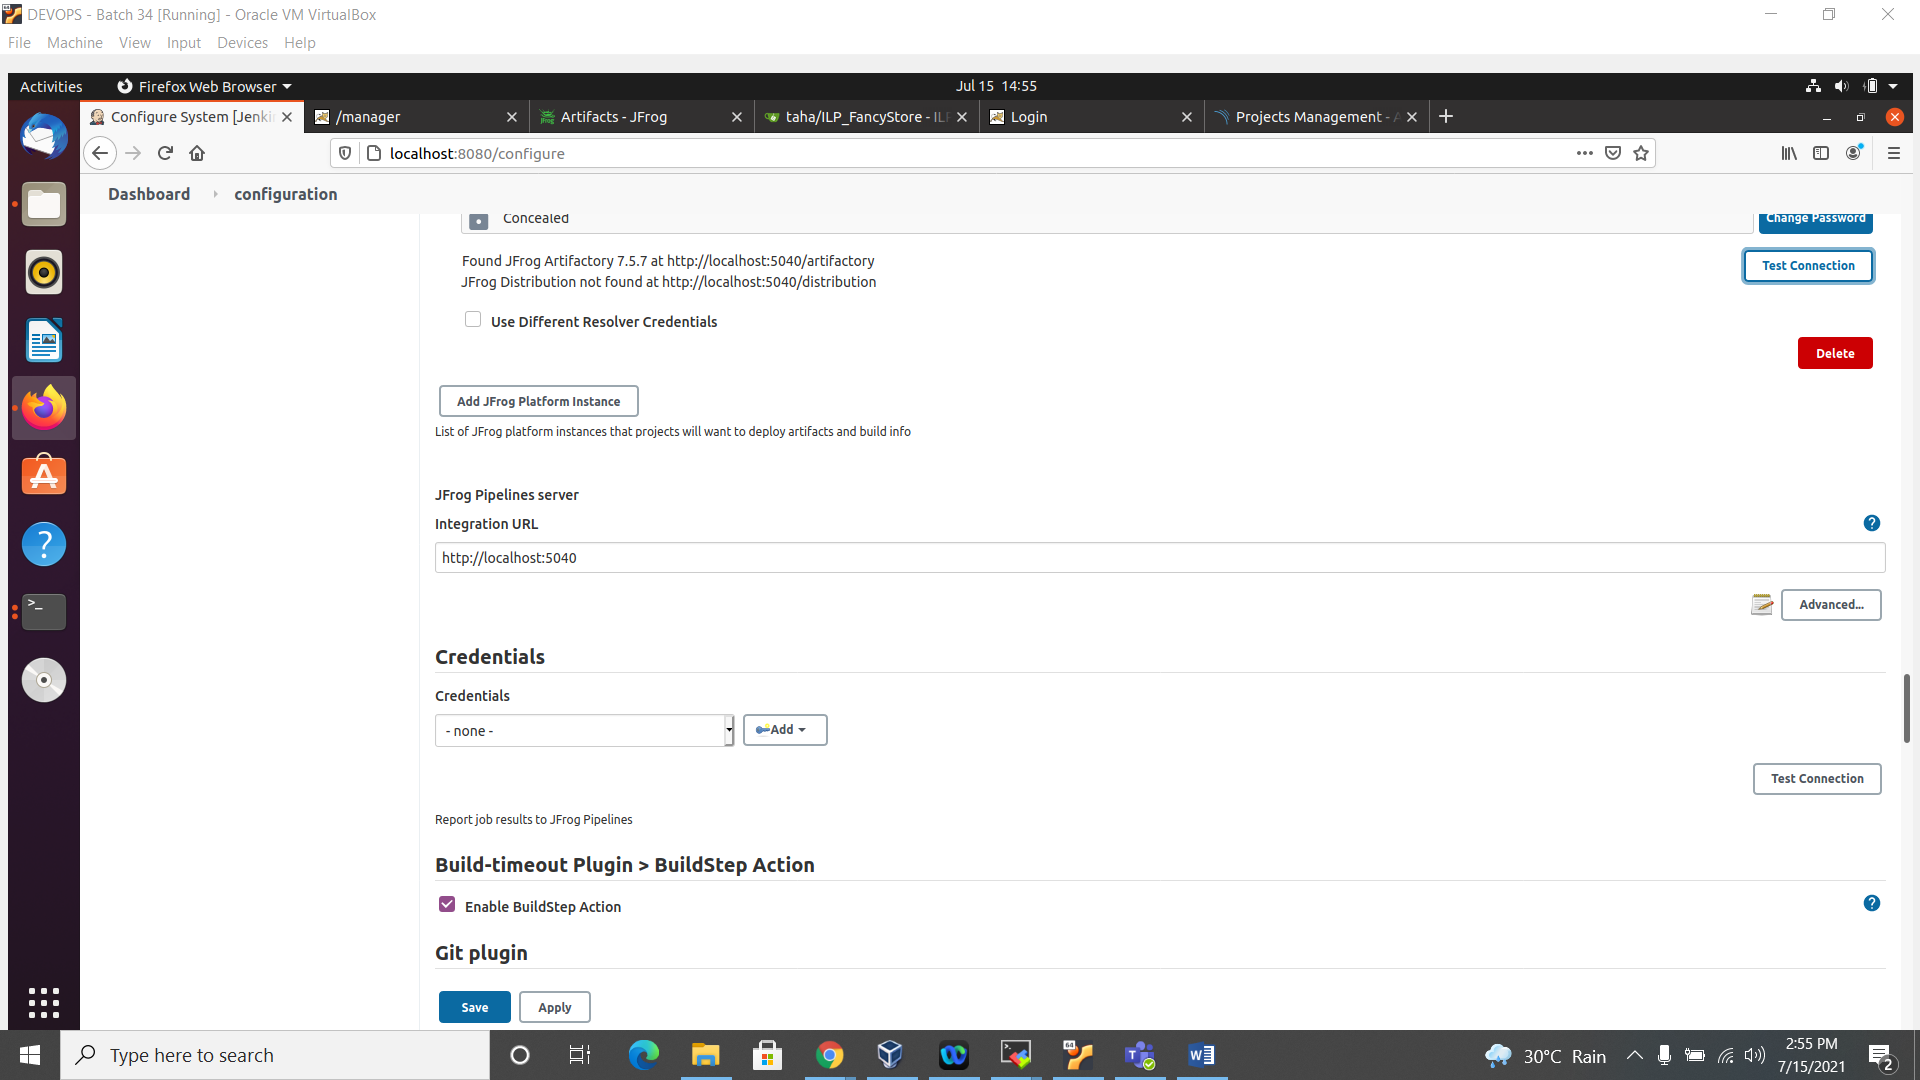 DEVOPS - Batch 34 [Running] - Oracle VM VirtualBox
File Machine View Input Devices Help
Activities Firefox Web Browser Jul 15 14:55
Configure System [Jenki /manager Artifacts - JFrog taha/ILP_FancyStore - ILP Login Projects Management - A
localhost:8080/configure
Dashboard configuration
Concealed Change Password
Found JFrog Artifactory 7.5.7 at http://localhost:5040/artifactory
JFrog Distribution not found at http://localhost:5040/distribution
Test Connection
Use Different Resolver Credentials
Delete
Add JFrog Platform Instance
List of JFrog platform instances that projects will want to deploy artifacts and build info
JFrog Pipelines server
Integration URL
http://localhost:5040
Advanced...
Credentials
Credentials
- none - Add
Test Connection
Report job results to JFrog Pipelines
Build-timeout Plugin > BuildStep Action
Enable BuildStep Action
Git plugin
Save Apply
Type here to search
30°C Rain
2:55 PM
7/15/2021
2